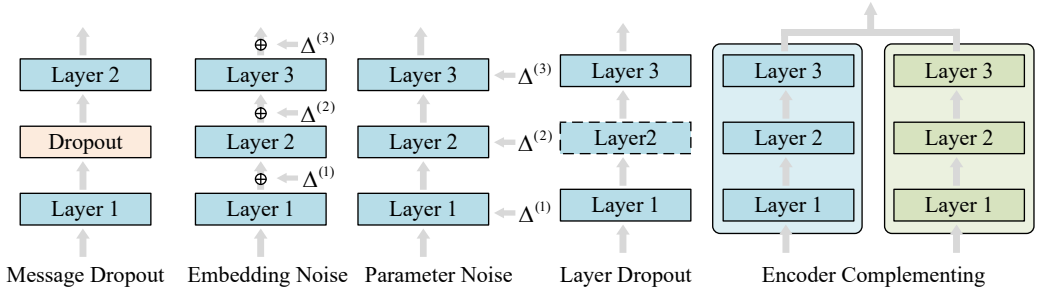 Layer 2
Dropout
Layer 1
Message Dropout
⊕ Δ(3)
Layer 3
⊕ Δ(2)
Layer 2
⊕ Δ(1)
Layer 1
Embedding Noise
Layer 3
Δ(3)
Layer 2
Δ(2)
Layer 1
Δ(1)
Parameter Noise
Layer 3
Layer2
Layer 1
Layer Dropout
Layer 3
Layer 2
Layer 1
Layer 3
Layer 2
Layer 1
Encoder Complementing